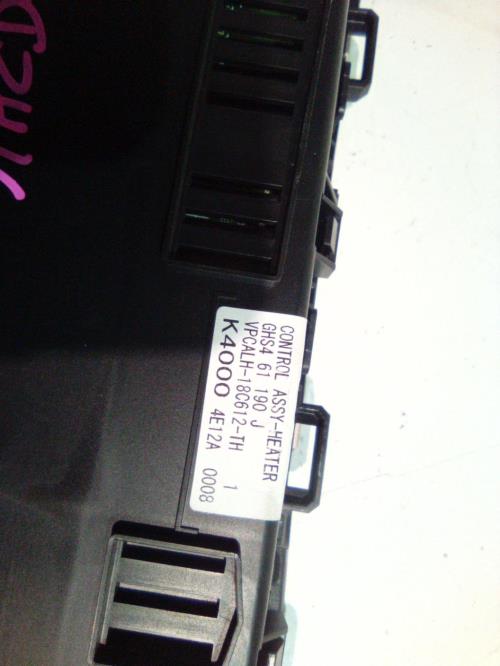 CONTROL ASSY-HEATER
GHS4 61 190 J
VPCALH-18C612-TH 1
K4000 4E12A 0008